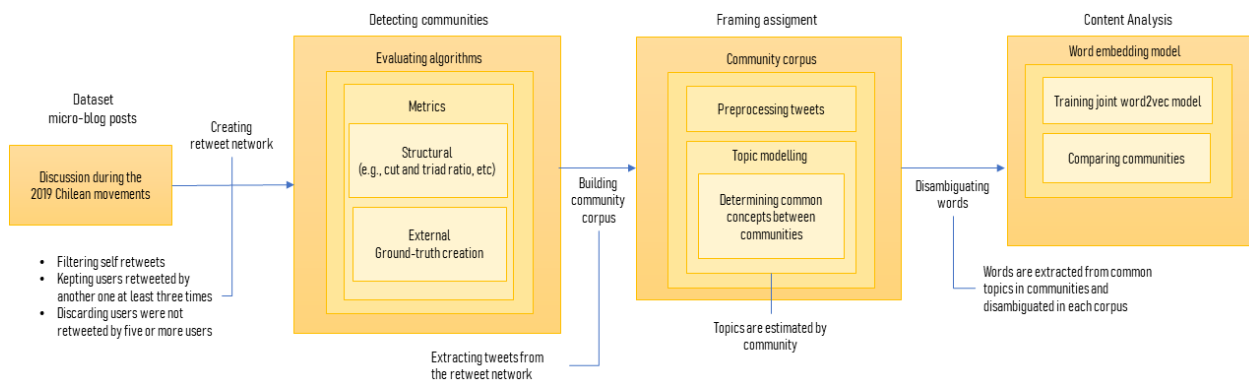 Dataset
micro-blog posts
Discussion during the
2019 Chilean movements
Creating
retweet network
• Filtering self retweets
• Kepting users retweeted by
another one at least three times
• Discarding users were not
retweeted by five or more users
Detecting communities
Evaluating algorithms
Metrics
Structural
(e.g., cut and triad ratio, etc)
External
Ground-truth creation
Building
community
corpus
Extracting tweets from
the retweet network
Framing assigment
Community corpus
Preprocessing tweets
Topic modelling
Determining common
concepts between
communities
Topics are estimated by
community
Disambiguating
words
Words are extracted from common
topics in communities and
disambiguated in each corpus
Content Analysis
Word embedding model
Training joint word2vec model
Comparing communities